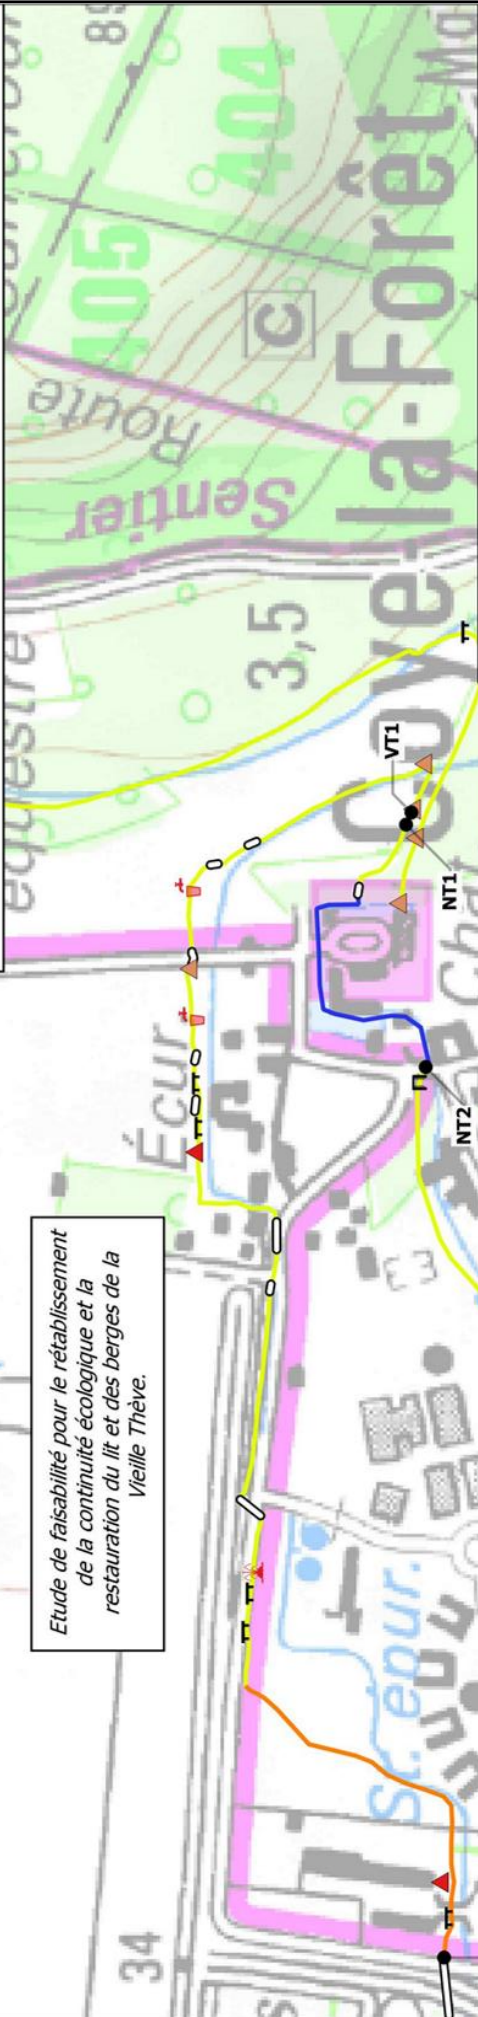 Etude de faisabilité pour le rétablissement
de la continuité écologique et la
restauration du lit et des berges de la
Vieille Thève.
404
405
C
Route
Sentier
Coye-la-Forêt
3,5
VT1
NT1
NT2
Écur
St. épur.
34